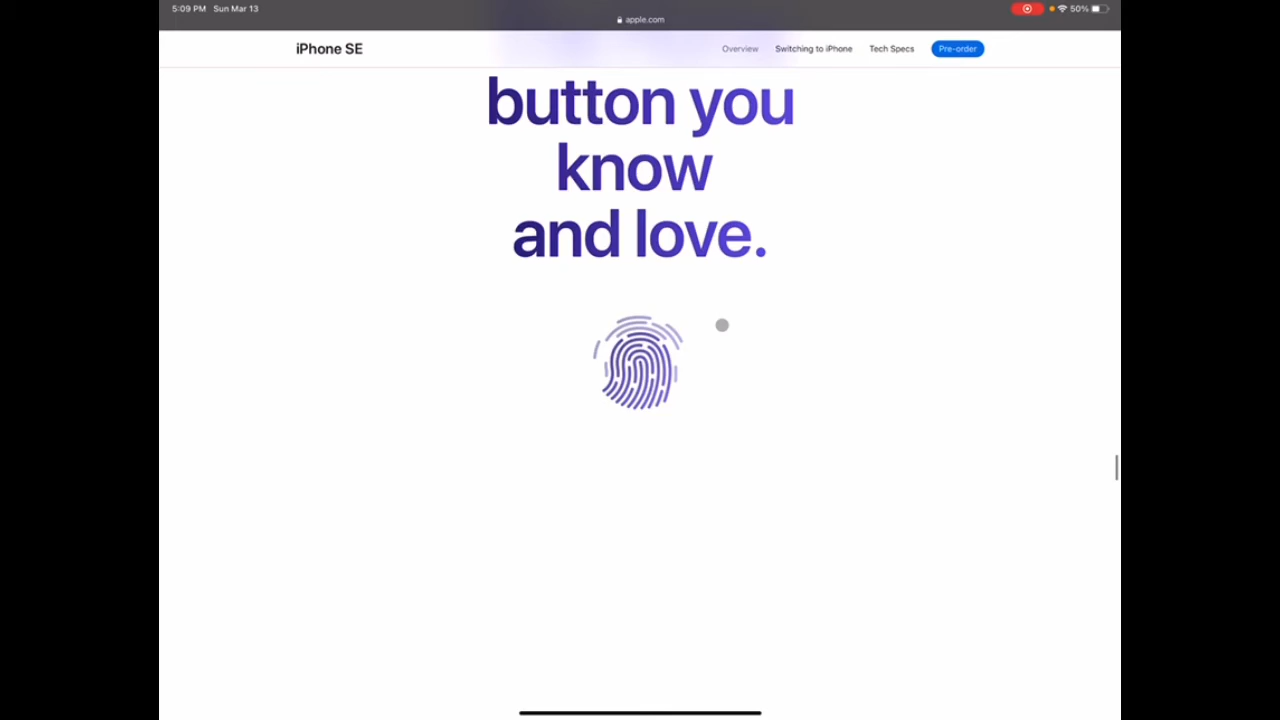 5:09 PM Sun Mar 13
50%
apple.com
iPhone SE
Overview Switching to iPhone Tech Specs Pre-order
button you
know
and love.